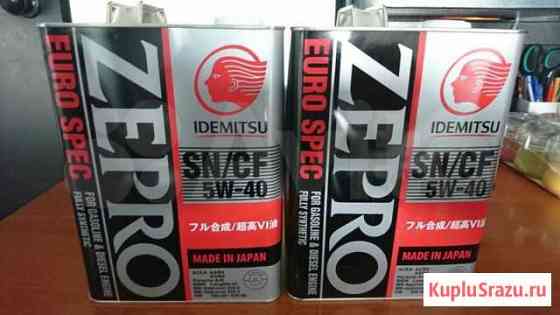 ZEPRO
EURO SPEC
FOR GASOLINE & DIESEL ENGINE
FULLY SYNTHETIC
IDEMITSU
SN/CF
5W-40
フル合成/超高VI油
MADE IN JAPAN
ZEPRO
EURO SPEC
FOR GASOLINE & DIESEL ENGINE
FULLY SYNTHETIC
IDEMITSU
SN/CF
5W-40
フル合成/超高VI油
MADE IN JAPAN
KupluSrazu.ru